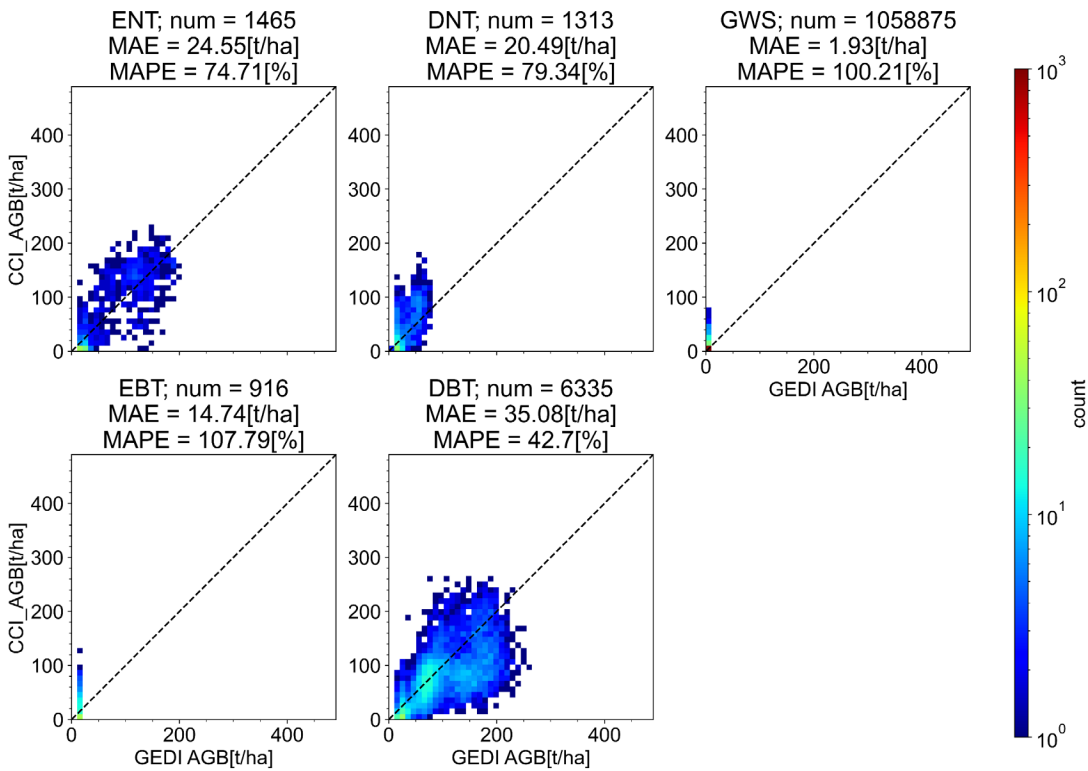 ENT; num = 1465
MAE = 24.55[t/ha]
MAPE = 74.71[%]
DNT; num = 1313
MAE = 20.49[t/ha]
MAPE = 79.34[%]
GWS; num = 1058875
MAE = 1.93[t/ha]
MAPE = 100.21[%]
CCI_AGB[t/ha]
400
300
200
100
0
400
300
200
100
0
400
300
200
100
0
0 200 400
GEDI AGB[t/ha]
EBT; num = 916
MAE = 14.74[t/ha]
MAPE = 107.79[%]
DBT; num = 6335
MAE = 35.08[t/ha]
MAPE = 42.7[%]
CCI_AGB[t/ha]
400
300
200
100
0
0 200 400
GEDI AGB[t/ha]
400
300
200
100
0
0 200 400
GEDI AGB[t/ha]
10³
10²
10¹
10⁰
count